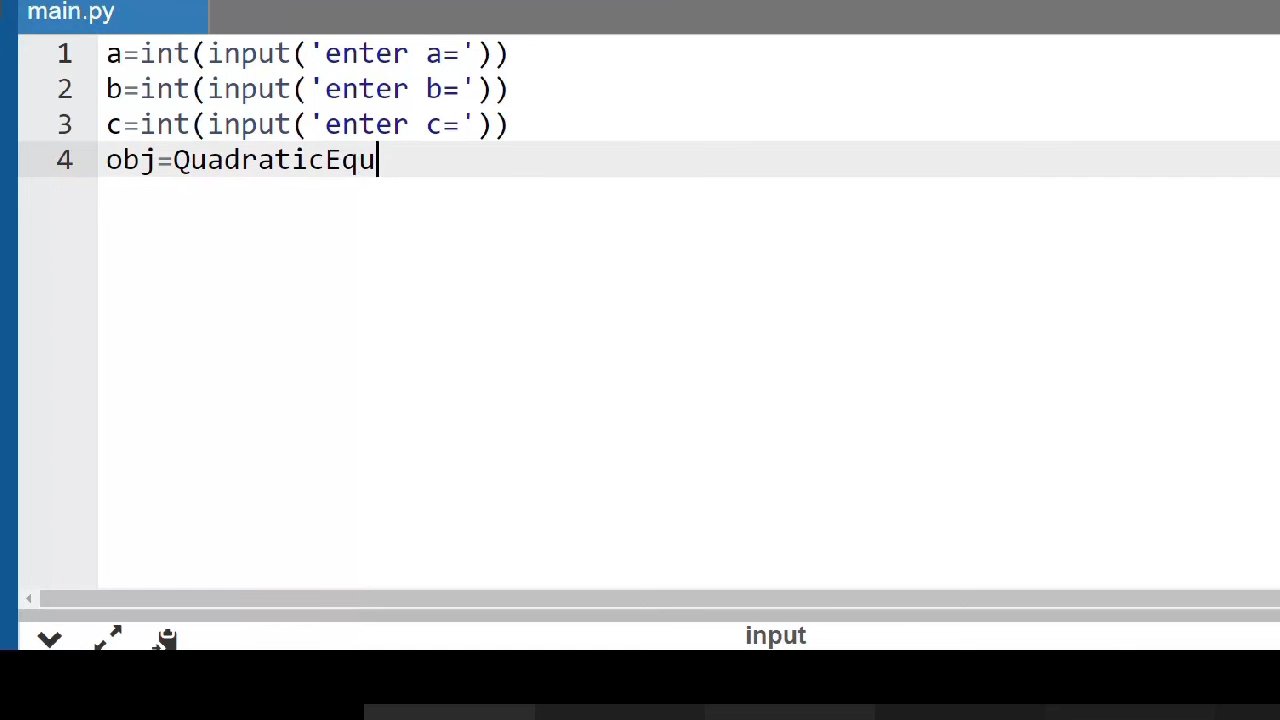 main.py
1 a=int(input('enter a='))
2 b=int(input('enter b='))
3 c=int(input('enter c='))
4 obj=QuadraticEqu
input